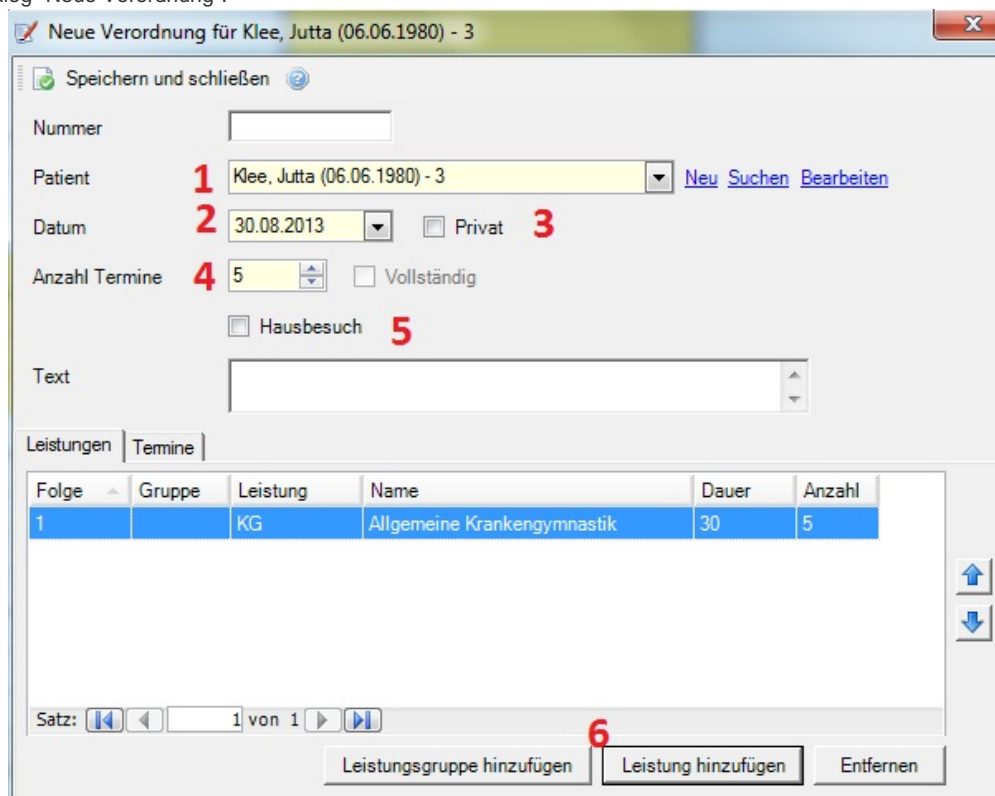 Neue Verordnung für Klee, Jutta (06.06.1980) - 3
Speichern und schließen
Nummer
Patient 1 Klee, Jutta (06.06.1980) - 3 Neu Suchen Bearbeiten
Datum 2 30.08.2013 Privat 3
Anzahl Termine 4 5 Vollständig
Hausbesuch 5
Text
Leistungen Termine
Folge Gruppe Leistung Name Dauer Anzahl
1 KG Allgemeine Krankengymnastik 30 5
Satz: 1 von 1
6
Leistungsgruppe hinzufügen Leistung hinzufügen Entfernen